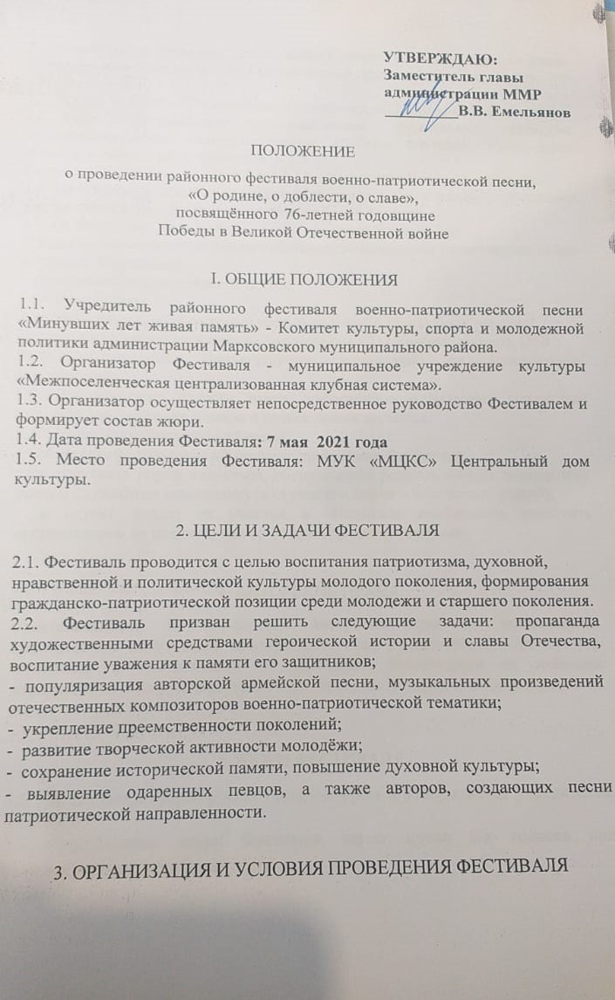 УТВЕРЖДАЮ:
Заместитель главы
администрации ММР
__________В.В. Емельянов
ПОЛОЖЕНИЕ
о проведении районного фестиваля военно-патриотической песни,
«О родине, о доблести, о славе»,
посвящённого 76-летней годовщине
Победы в Великой Отечественной войне
I. ОБЩИЕ ПОЛОЖЕНИЯ
1.1. Учредитель районного фестиваля военно-патриотической песни
«Минувших лет живая память» - Комитет культуры, спорта и молодежной
политики администрации Марксовского муниципального района.
1.2. Организатор Фестиваля - муниципальное учреждение культуры
«Межпоселенческая централизованная клубная система».
1.3. Организатор осуществляет непосредственное руководство Фестивалем и
формирует состав жюри.
1.4. Дата проведения Фестиваля: 7 мая 2021 года
1.5. Место проведения Фестиваля: МУК «МЦКС» Центральный дом
культуры.
2. ЦЕЛИ И ЗАДАЧИ ФЕСТИВАЛЯ
2.1. Фестиваль проводится с целью воспитания патриотизма, духовной,
нравственной и политической культуры молодого поколения, формирования
гражданско-патриотической позиции среди молодежи и старшего поколения.
2.2. Фестиваль призван решить следующие задачи: пропаганда
художественными средствами героической истории и славы Отечества,
воспитание уважения к памяти его защитников;
- популяризация авторской армейской песни, музыкальных произведений
отечественных композиторов военно-патриотической тематики;
- укрепление преемственности поколений;
- развитие творческой активности молодёжи;
- сохранение исторической памяти, повышение духовной культуры;
- выявление одаренных певцов, а также авторов, создающих песни
патриотической направленности.
3. ОРГАНИЗАЦИЯ И УСЛОВИЯ ПРОВЕДЕНИЯ ФЕСТИВАЛЯ